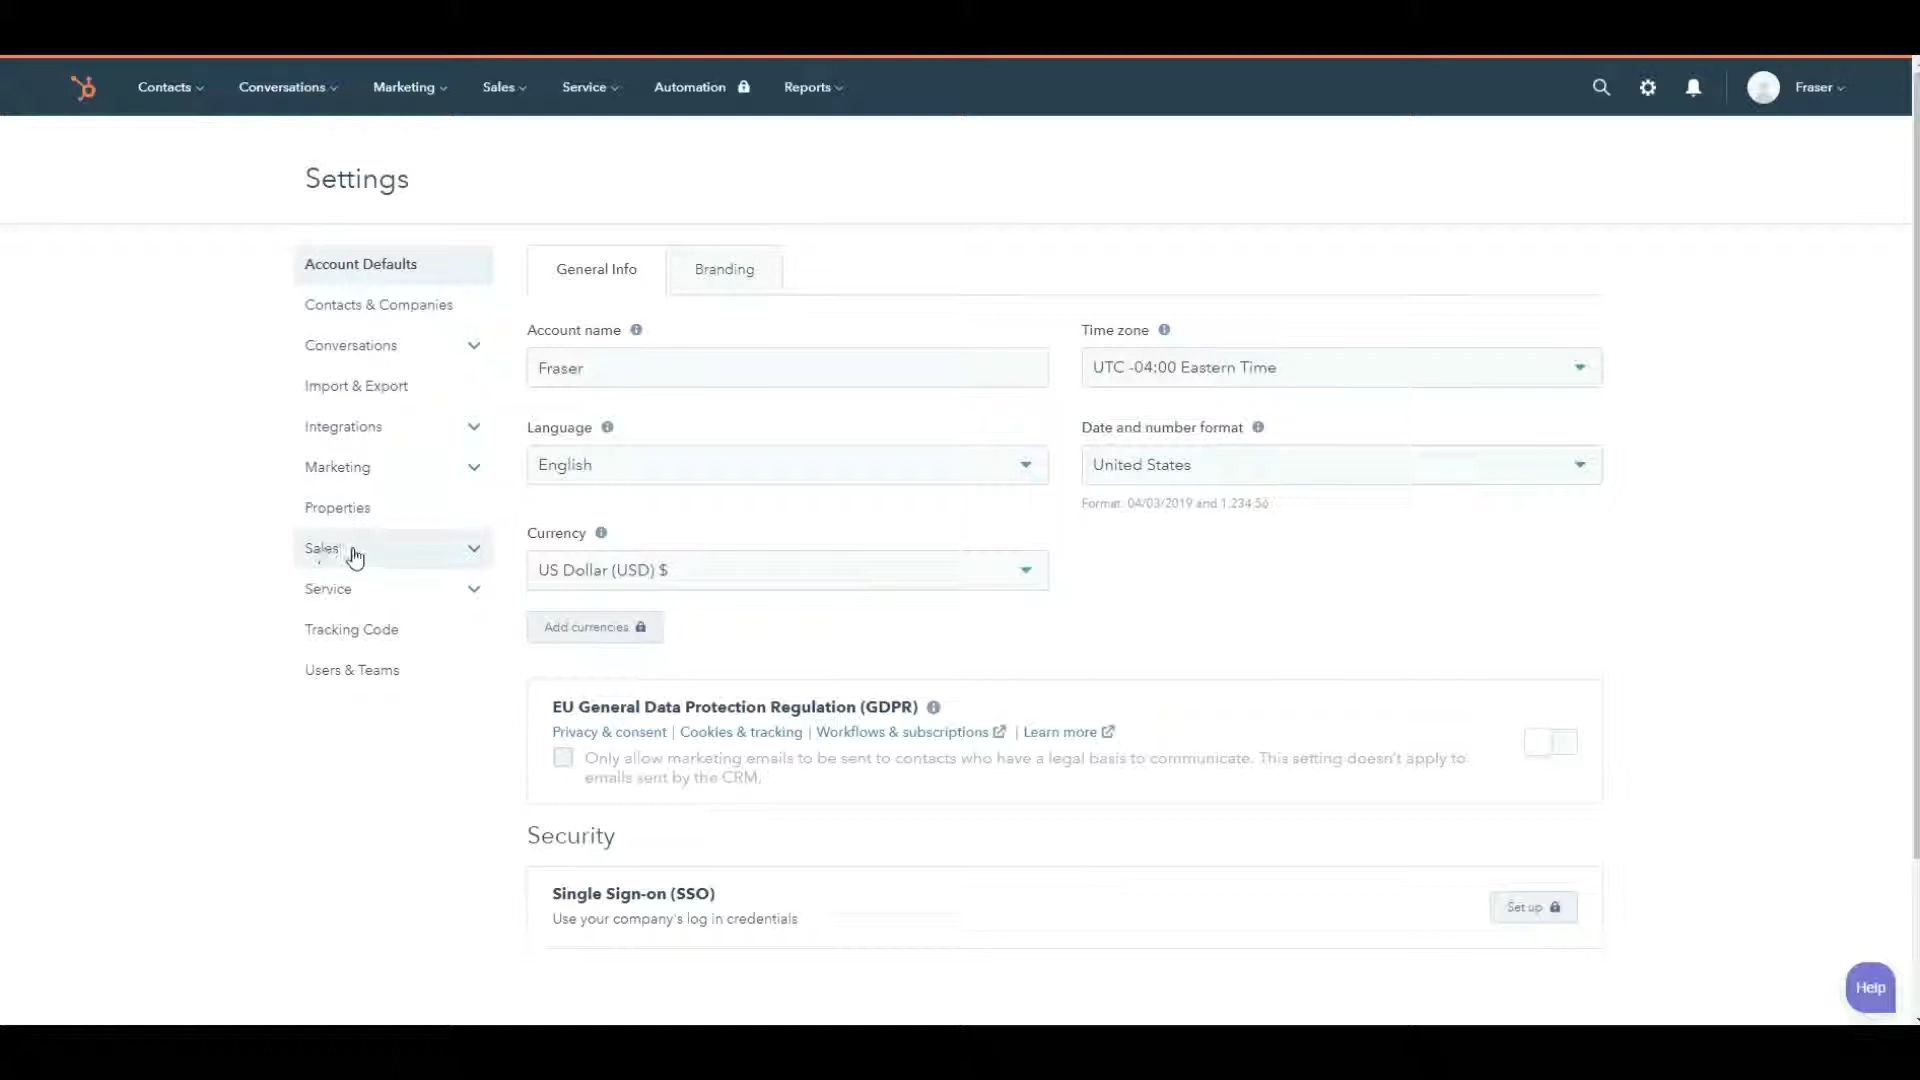 Contacts Conversations Marketing Sales Service Automation Reports Fraser
Settings
Account Defaults
Contacts & Companies
Conversations
Import & Export
Integrations
Marketing
Properties
Sales
Service
Tracking Code
Users & Teams
General Info Branding
Account name Time zone
Fraser UTC -04:00 Eastern Time
Language Date and number format
English United States
Format: 04/03/2019 and 1,234.56
Currency
US Dollar (USD) $
Add currencies
EU General Data Protection Regulation (GDPR)
Privacy & consent | Cookies & tracking | Workflows & subscriptions | Learn more
Only allow marketing emails to be sent to contacts who have a legal basis to communicate. This setting doesn't apply to
emails sent by the CRM.
Security
Single Sign-on (SSO)
Use your company's log in credentials
Set up
Help